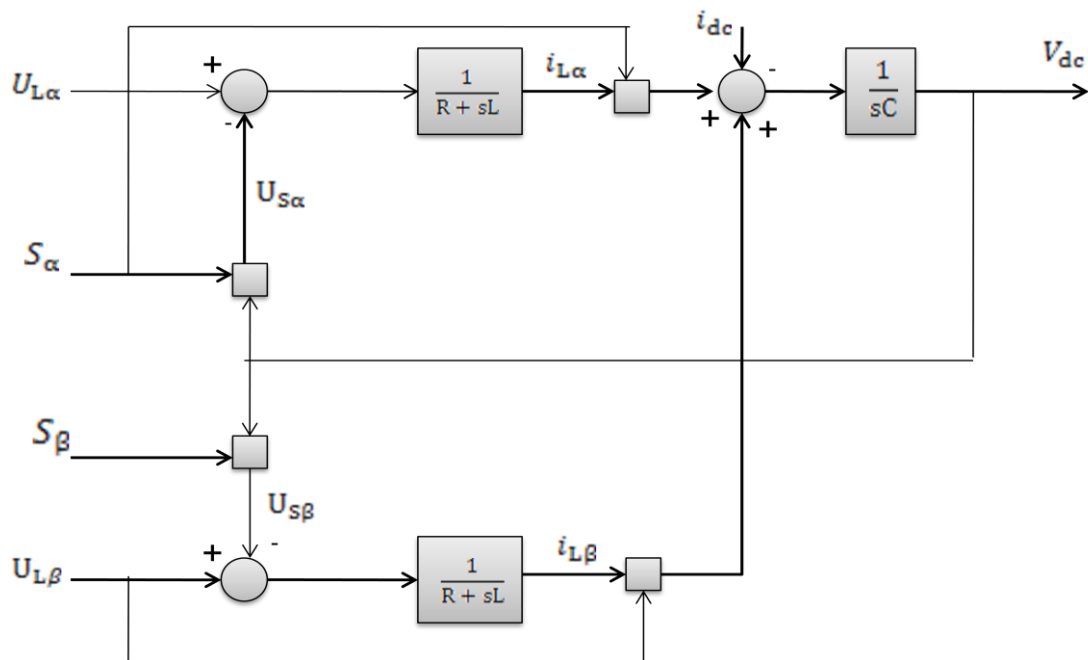 i_dc
V_dc
+
U_Lα
1
R + sL
i_Lα
-
1
sC
-
+
+
U_Sα
S_α
S_β
U_Sβ
+
-
U_Lβ
1
R + sL
i_Lβ